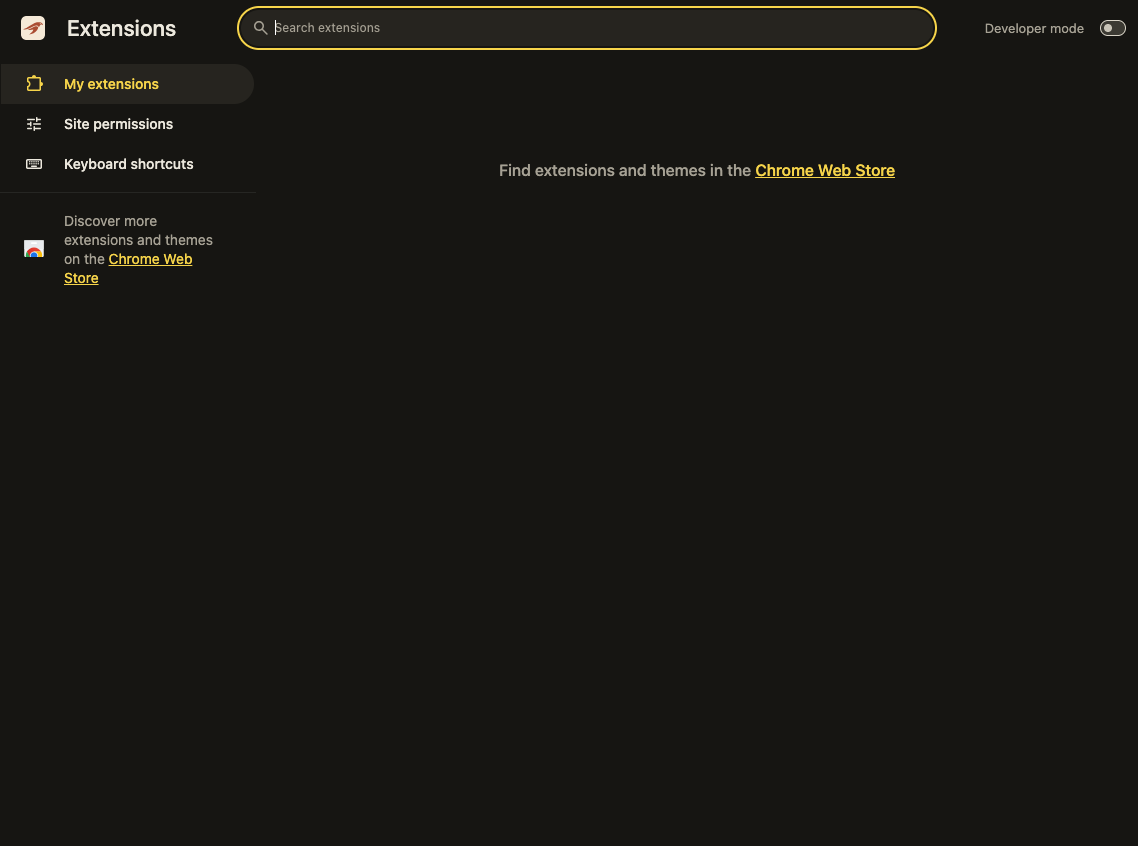 Extensions
Search extensions
Developer mode
My extensions
Site permissions
Keyboard shortcuts
Find extensions and themes in the Chrome Web Store
Discover more
extensions and themes
on the Chrome Web
Store